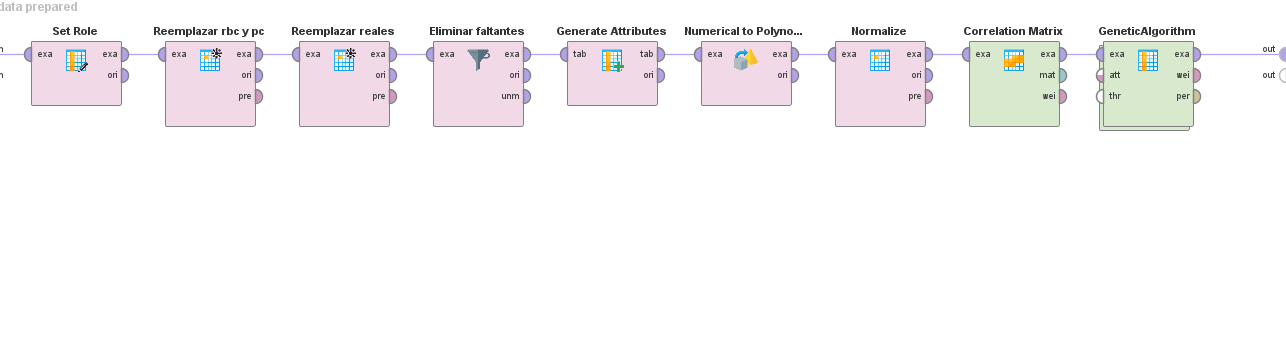 data prepared
Set Role
Reemplazar rbc y pc
Reemplazar reales
Eliminar faltantes
Generate Attributes
Numerical to Polyno...
Normalize
Correlation Matrix
GeneticAlgorithm
exa exa
ori
exa exa
ori
pre
exa exa
ori
pre
exa exa
ori
unm
tab tab
ori
exa exa
ori
exa exa
ori
pre
exa exa
mat
wei
exa exa
att wei
thr per
out
out